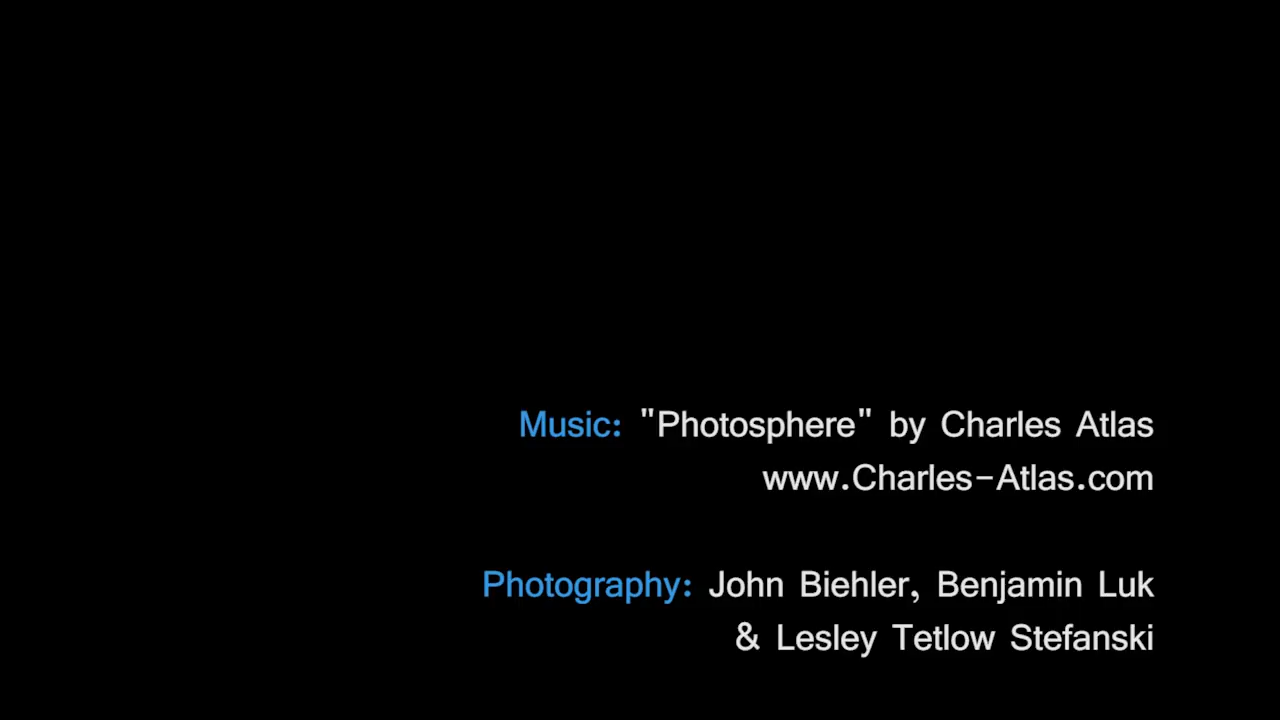 Music: "Photosphere" by Charles Atlas
www.Charles-Atlas.com
Photography: John Biehler, Benjamin Luk
& Lesley Tetlow Stefanski